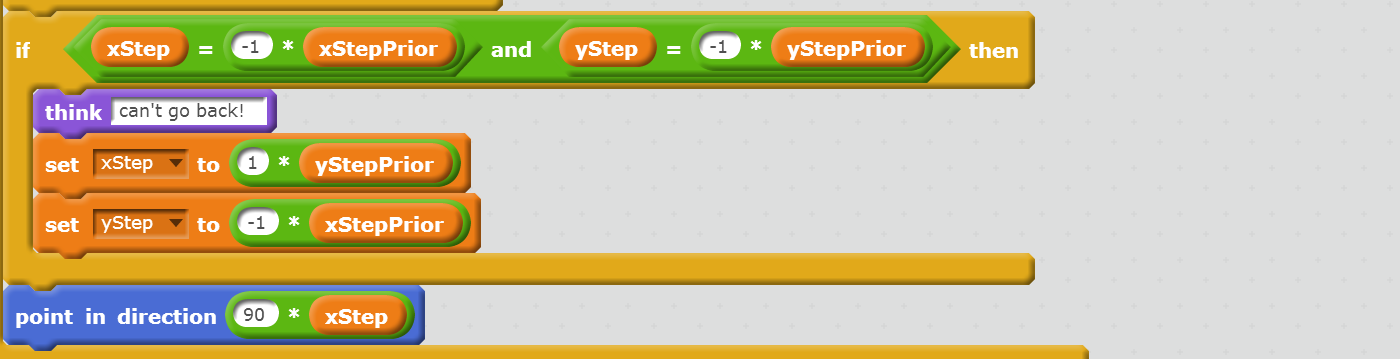 if xStep = -1 * xStepPrior and yStep = -1 * yStepPrior then
think can't go back!
set xStep to 1 * yStepPrior
set yStep to -1 * xStepPrior
point in direction 90 * xStep